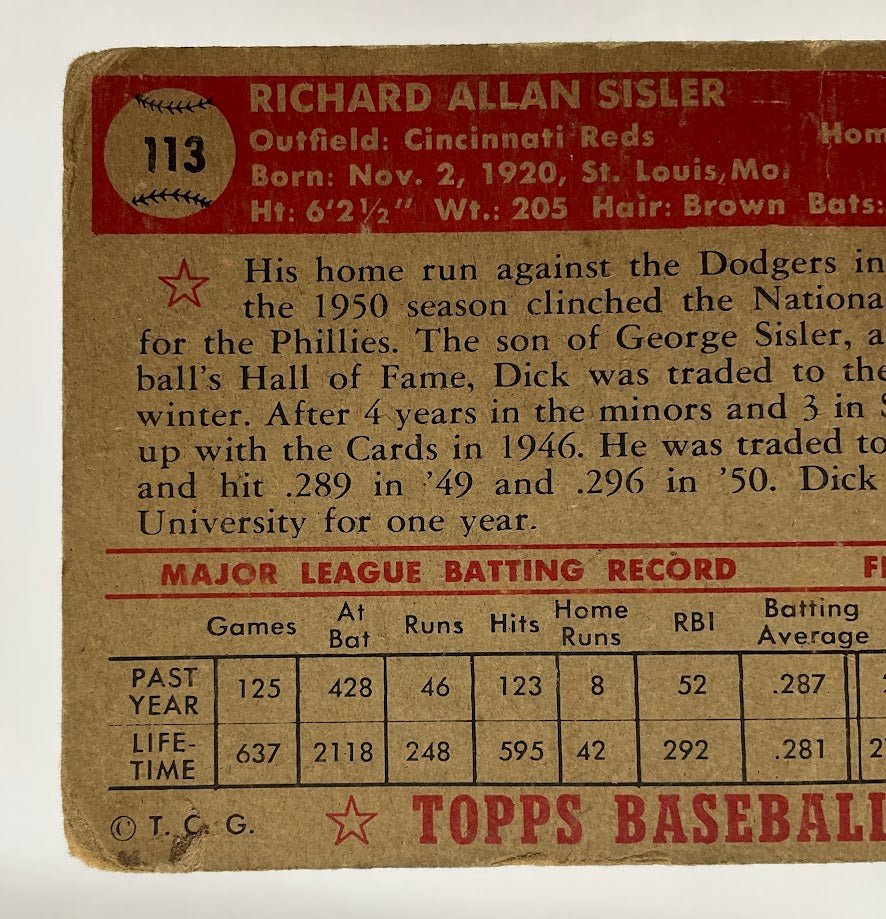 113
RICHARD ALLAN SISLER
Outfield: Cincinnati Reds Hom
Born: Nov. 2, 1920, St. Louis, Mo.
Ht: 6'2½" Wt.: 205 Hair: Brown Bats:
His home run against the Dodgers in
the 1950 season clinched the Nationa
for the Phillies. The son of George Sisler, a
ball's Hall of Fame, Dick was traded to the
winter. After 4 years in the minors and 3 in S
up with the Cards in 1946. He was traded to
and hit .289 in '49 and .296 in '50. Dick
University for one year.
MAJOR LEAGUE BATTING RECORD
Games At Bat Runs Hits Home Runs RBI Batting Average
PAST YEAR 125 428 46 123 8 52 .287
LIFE-TIME 637 2118 248 595 42 292 .281 2
© T. C. G. TOPPS BASEBALL